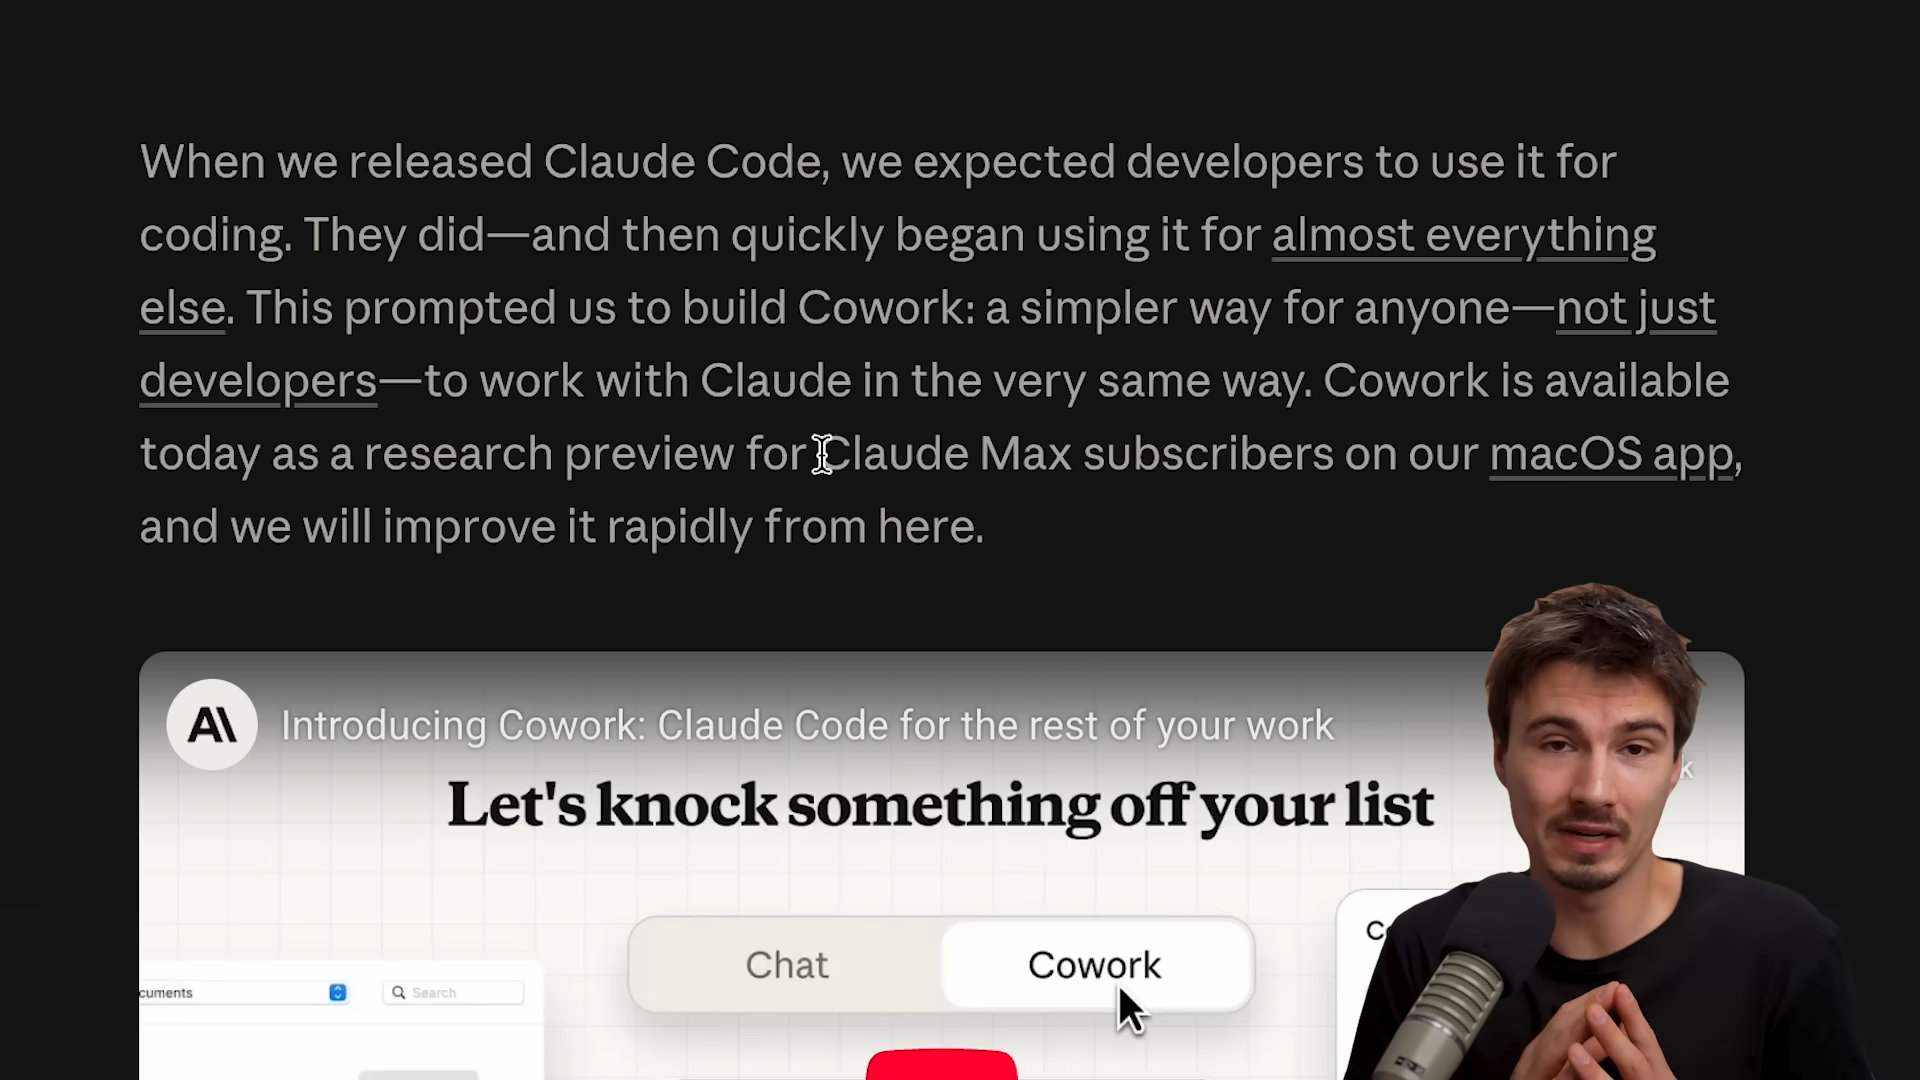 When we released Claude Code, we expected developers to use it for
coding. They did—and then quickly began using it for almost everything
else. This prompted us to build Cowork: a simpler way for anyone—not just
developers—to work with Claude in the very same way. Cowork is available
today as a research preview for Claude Max subscribers on our macOS app,
and we will improve it rapidly from here.
Introducing Cowork: Claude Code for the rest of your work
Let's knock something off your list
Chat
Cowork
cuments
Search